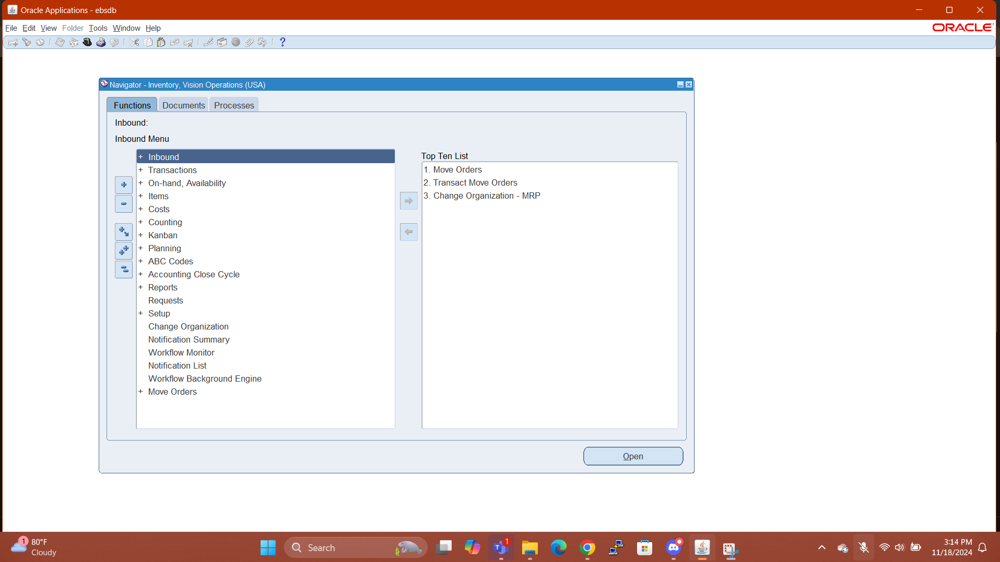 Oracle Applications - ebsdb
File Edit View Folder Tools Window Help
ORACLE
?
Navigator - Inventory, Vision Operations (USA)
Functions Documents Processes
Inbound:
Inbound Menu
Top Ten List
+ Inbound
+ Transactions
+ On-hand, Availability
+ Items
+ Costs
+ Counting
+ Kanban
+ Planning
+ ABC Codes
+ Accounting Close Cycle
+ Reports
Requests
+ Setup
Change Organization
Notification Summary
Workflow Monitor
Notification List
Workflow Background Engine
+ Move Orders
1. Move Orders
2. Transact Move Orders
3. Change Organization - MRP
Open
1
80°F
Cloudy
Search
T
1
3:14 PM
11/18/2024